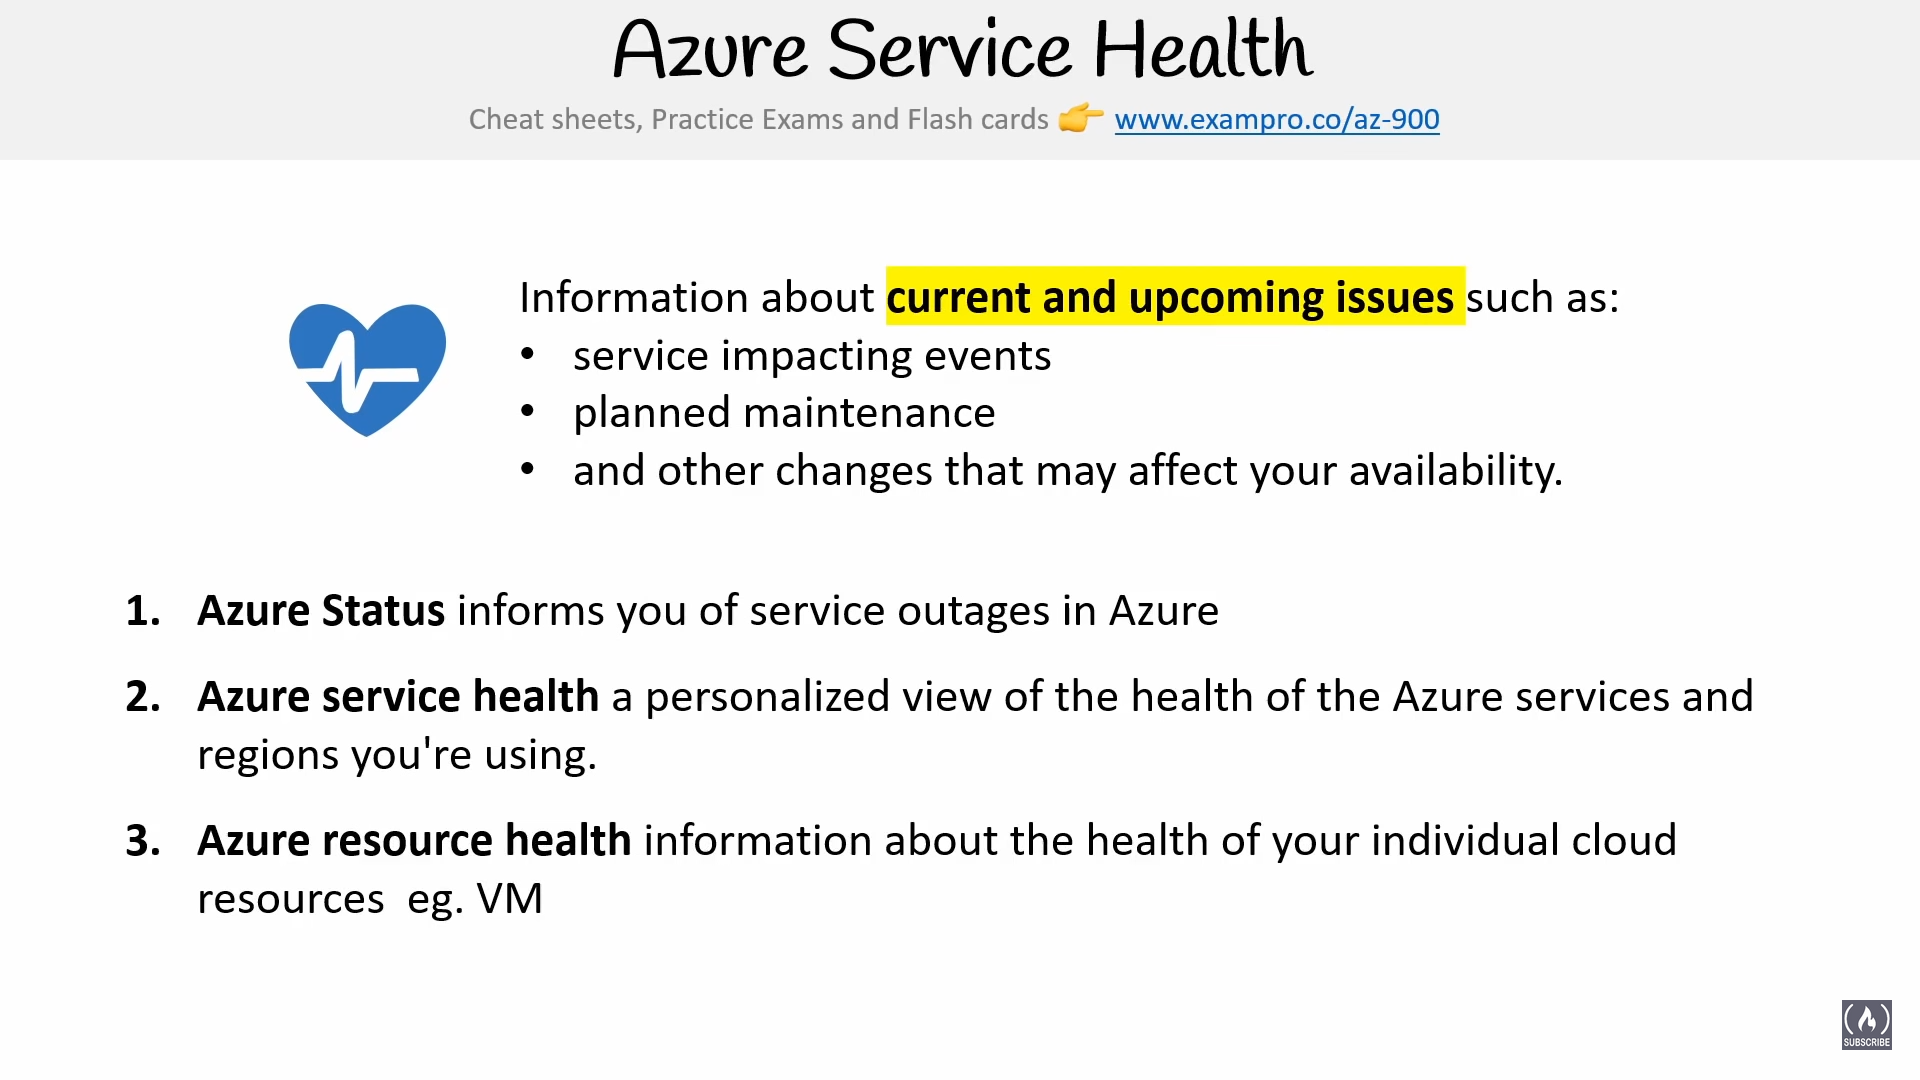 Azure Service Health
Cheat sheets, Practice Exams and Flash cards 👉 www.exampro.co/az-900
Information about current and upcoming issues such as:
• service impacting events
• planned maintenance
• and other changes that may affect your availability.
1. Azure Status informs you of service outages in Azure
2. Azure service health a personalized view of the health of the Azure services and
regions you're using.
3. Azure resource health information about the health of your individual cloud
resources  eg. VM
SUBSCRIBE